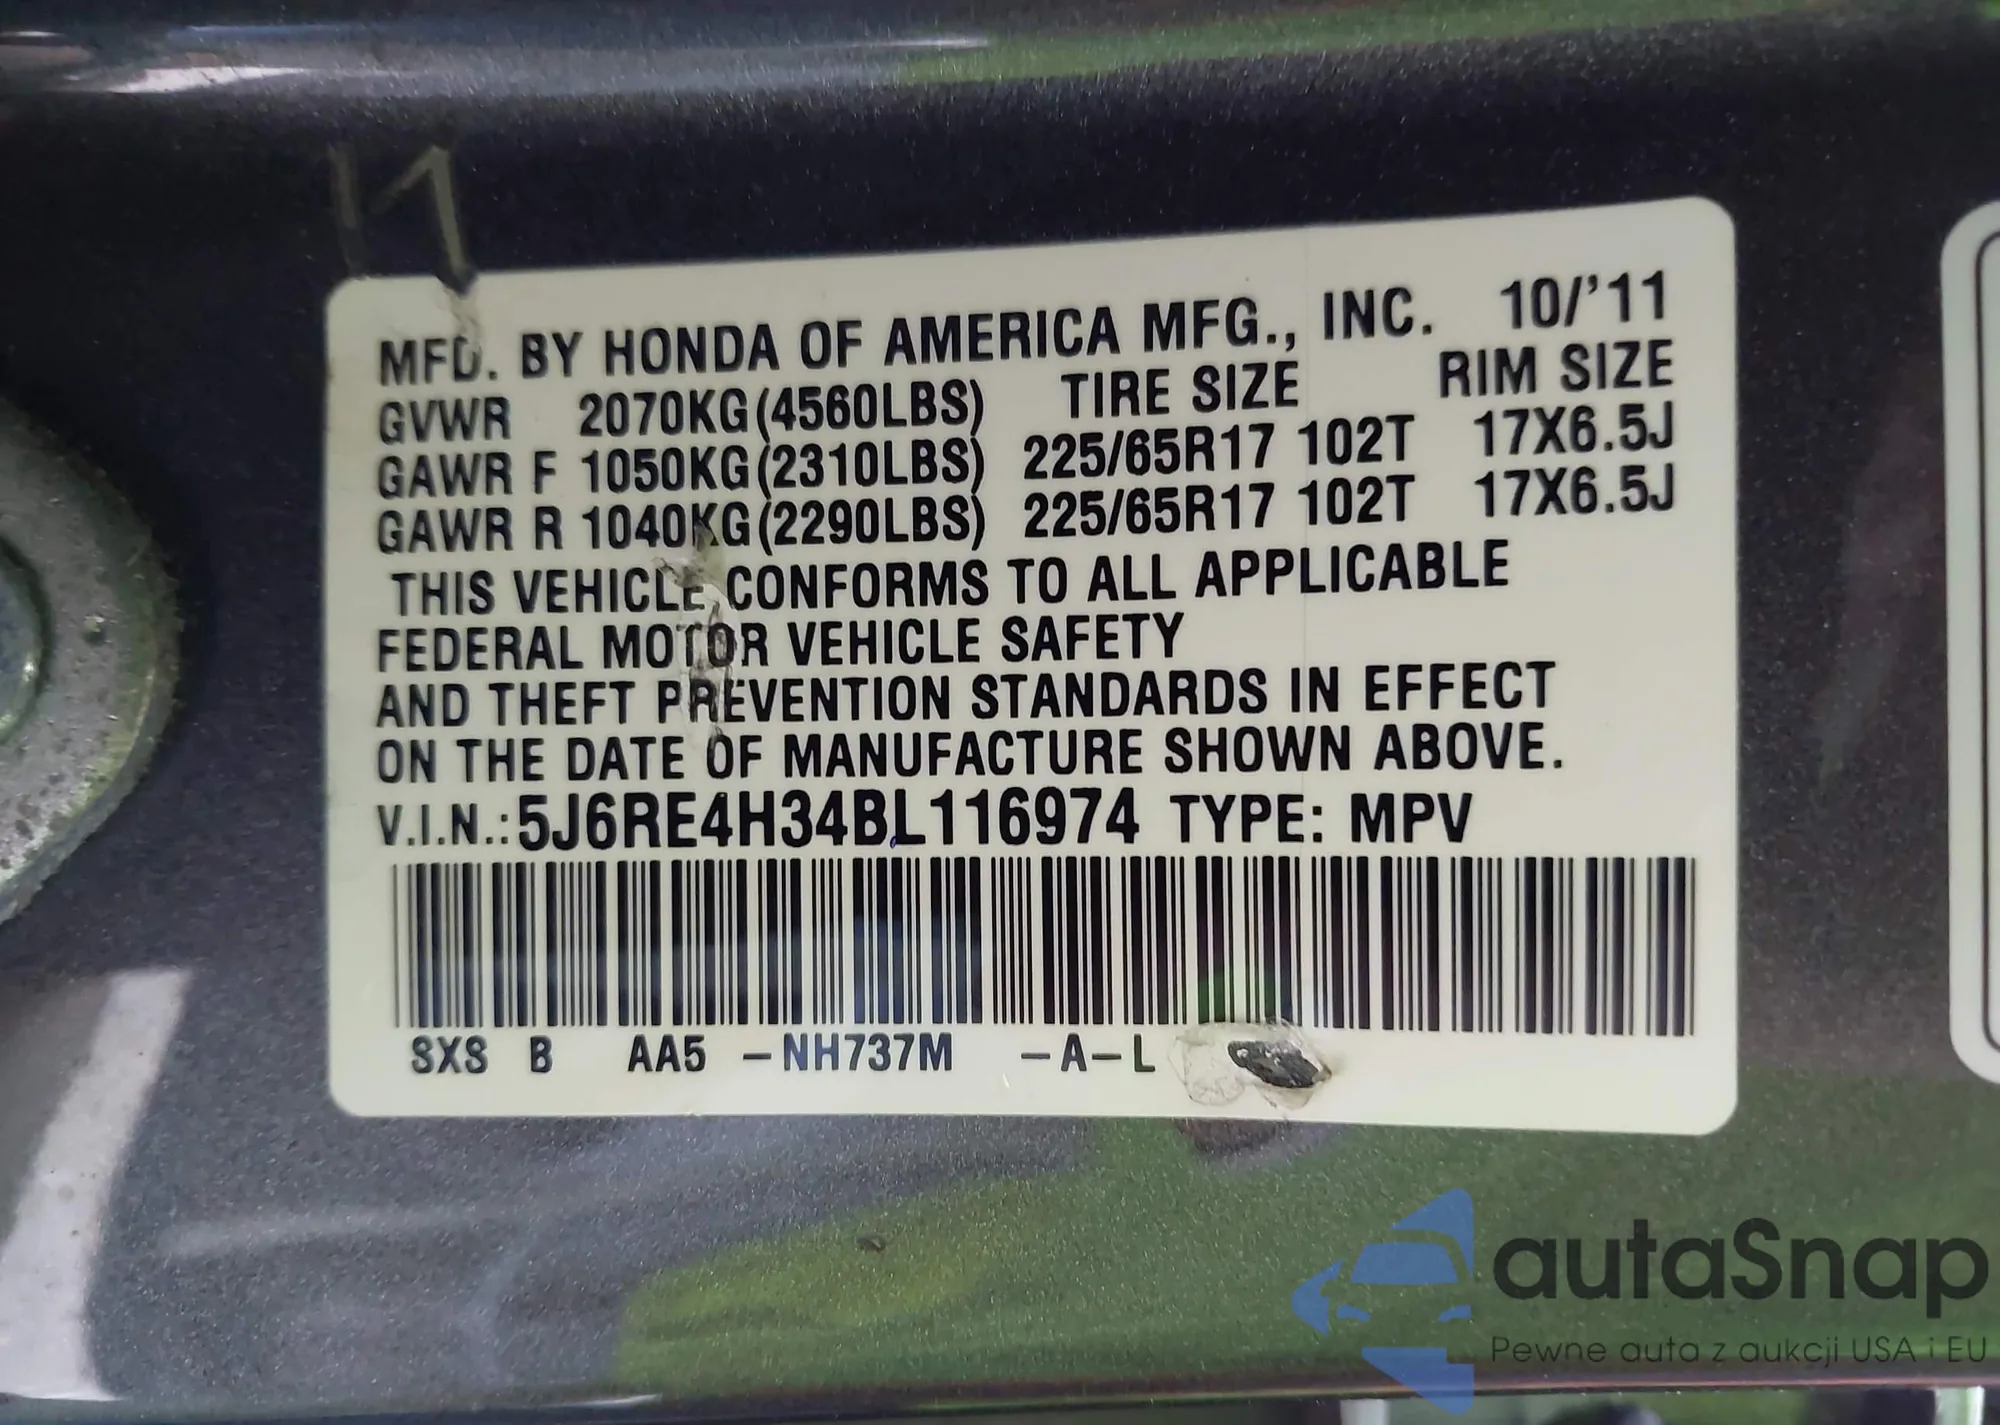 MFD. BY HONDA OF AMERICA MFG., INC. 10/'11
GVWR 2070KG(4560LBS) TIRE SIZE RIM SIZE
GAWR F 1050KG(2310LBS) 225/65R17 102T 17X6.5J
GAWR R 1040KG(2290LBS) 225/65R17 102T 17X6.5J
THIS VEHICLE CONFORMS TO ALL APPLICABLE
FEDERAL MOTOR VEHICLE SAFETY
AND THEFT PREVENTION STANDARDS IN EFFECT
ON THE DATE OF MANUFACTURE SHOWN ABOVE.
V.I.N.: 5J6RE4H34BL116974 TYPE: MPV
SXS B AA5 -NH737M -A-L
autaSnap
Pewne auta z aukcji USA i EU